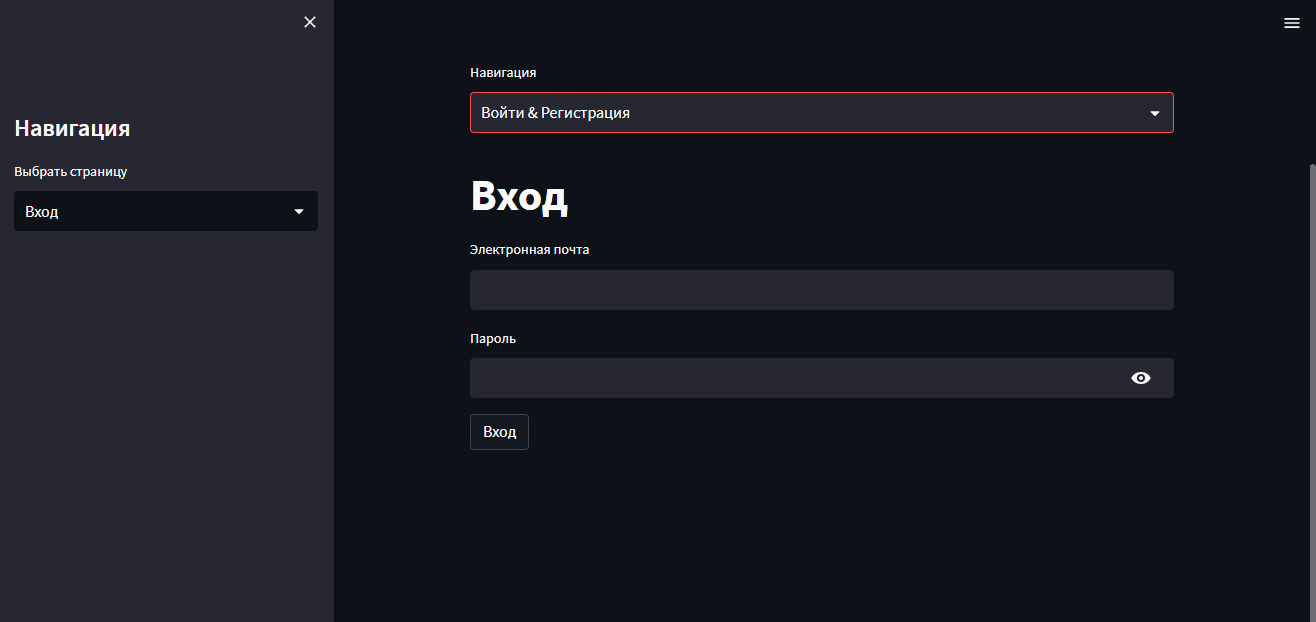 Навигация
Выбрать страницу
Вход
Навигация
Войти & Регистрация
Вход
Электронная почта
Пароль
Вход